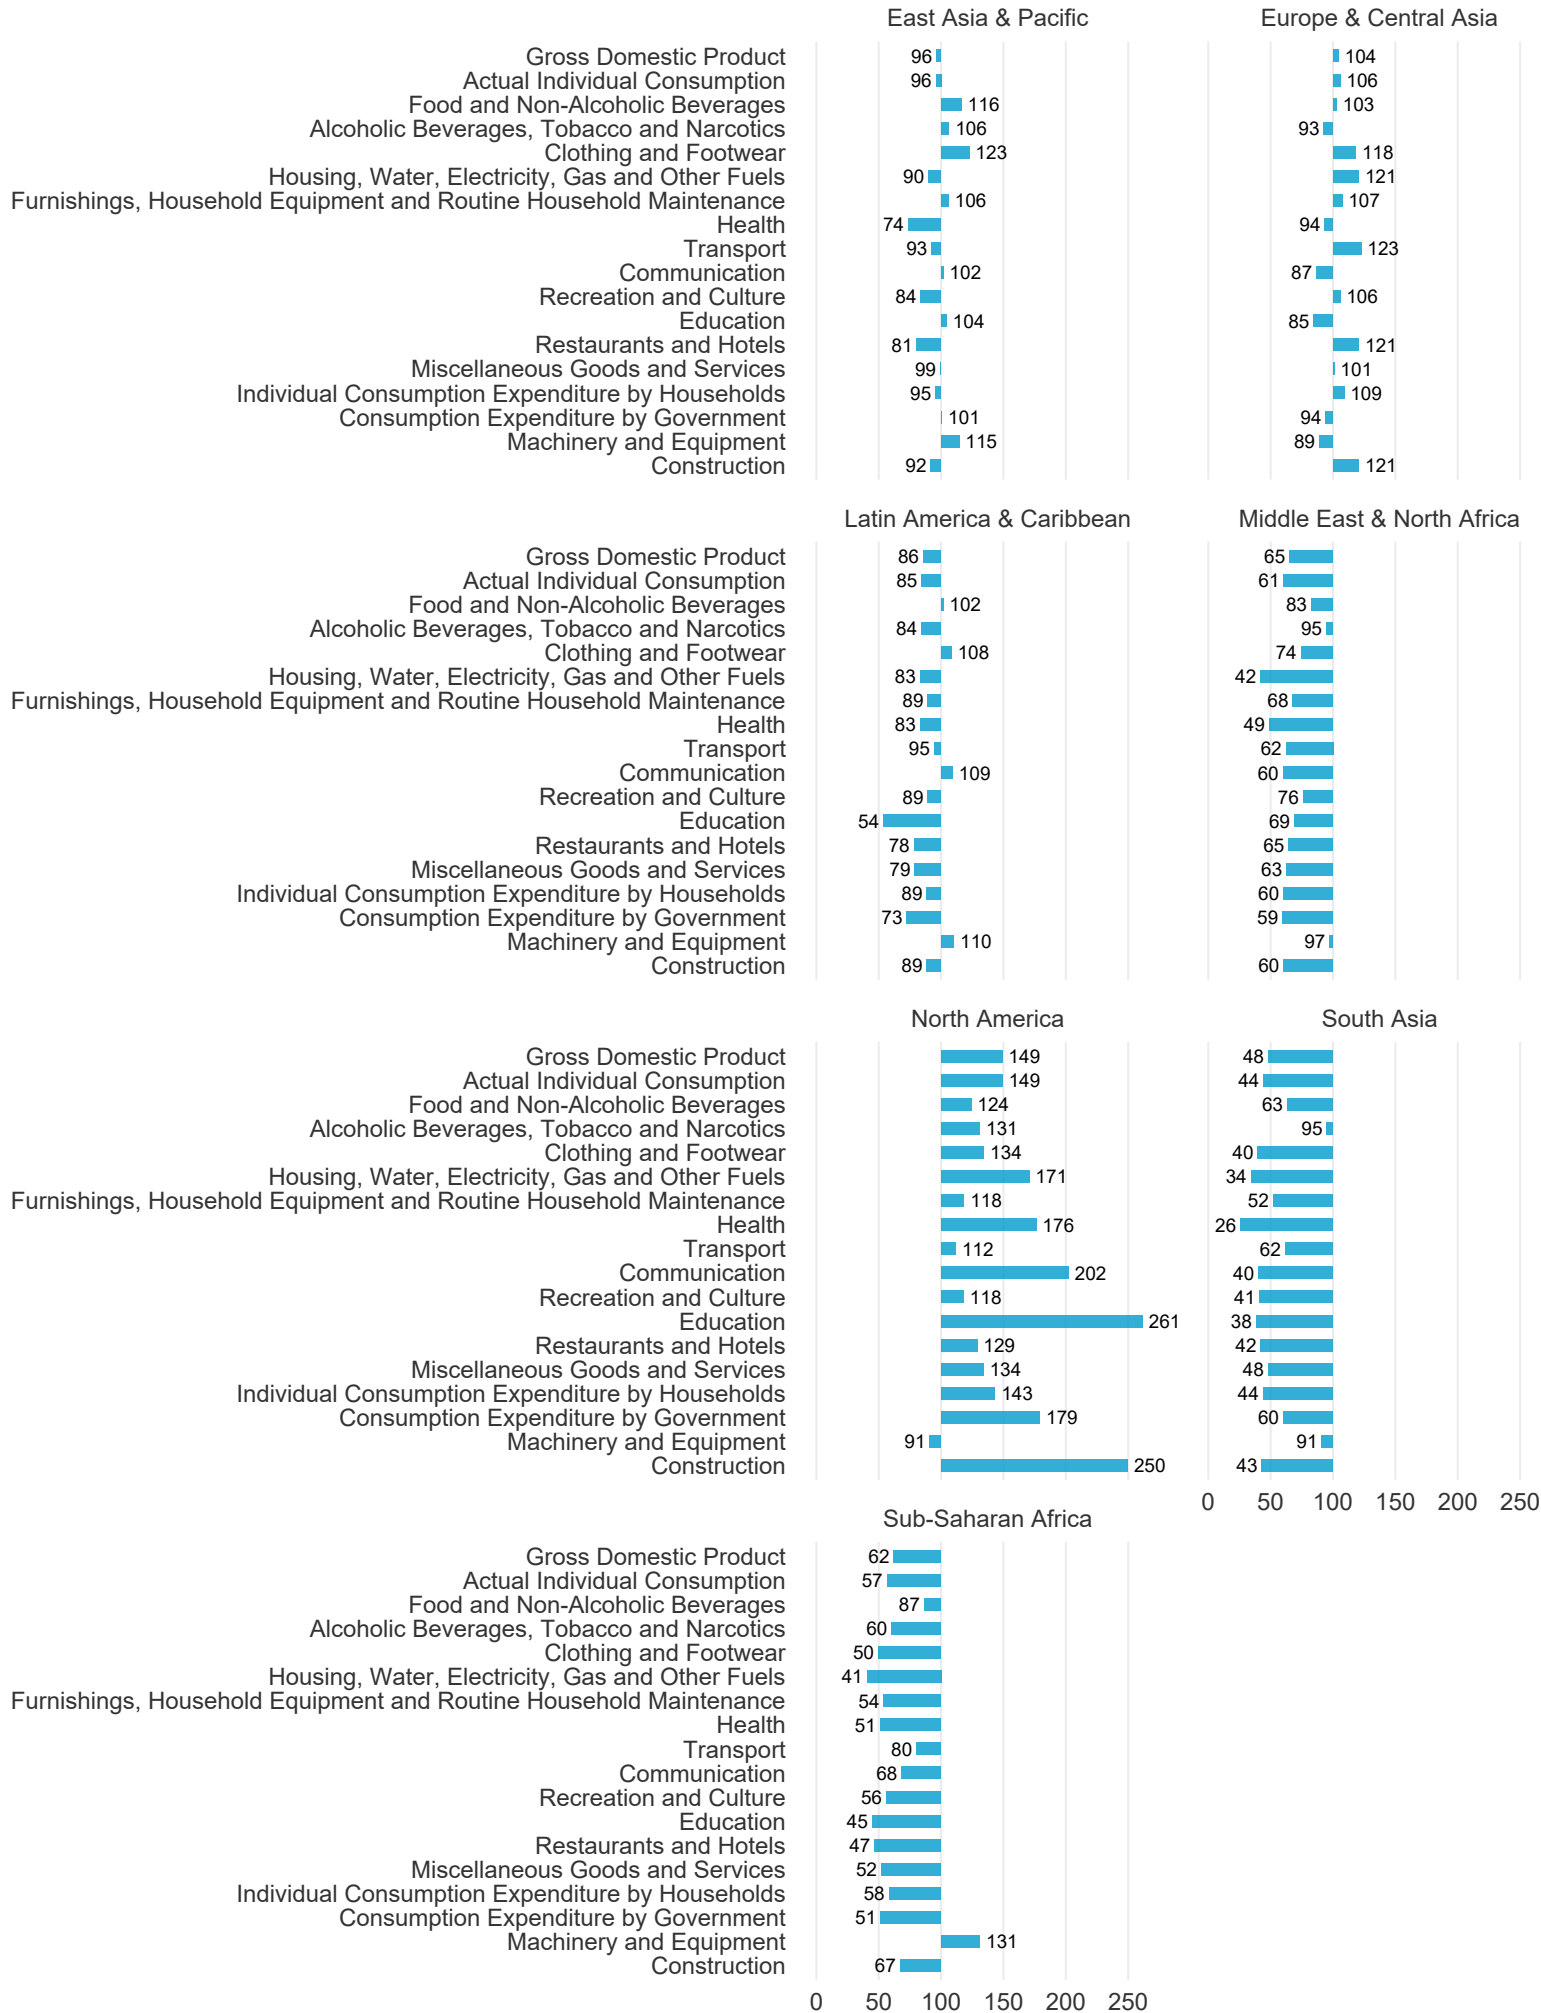 East Asia & Pacific Europe & Central Asia
Gross Domestic Product 96 104
Actual Individual Consumption 96 106
Food and Non-Alcoholic Beverages 116 103
Alcoholic Beverages, Tobacco and Narcotics 106 93
Clothing and Footwear 123 118
Housing, Water, Electricity, Gas and Other Fuels 90 121
Furnishings, Household Equipment and Routine Household Maintenance 106 107
Health 74 94
Transport 93 123
Communication 102 87
Recreation and Culture 84 106
Education 104 85
Restaurants and Hotels 81 121
Miscellaneous Goods and Services 99 101
Individual Consumption Expenditure by Households 95 109
Consumption Expenditure by Government 101 94
Machinery and Equipment 115 89
Construction 92 121
Latin America & Caribbean Middle East & North Africa
Gross Domestic Product 86 65
Actual Individual Consumption 85 61
Food and Non-Alcoholic Beverages 102 83
Alcoholic Beverages, Tobacco and Narcotics 84 95
Clothing and Footwear 108 74
Housing, Water, Electricity, Gas and Other Fuels 83 42
Furnishings, Household Equipment and Routine Household Maintenance 89 68
Health 83 49
Transport 95 62
Communication 109 60
Recreation and Culture 89 76
Education 54 69
Restaurants and Hotels 78 65
Miscellaneous Goods and Services 79 63
Individual Consumption Expenditure by Households 89 60
Consumption Expenditure by Government 73 59
Machinery and Equipment 110 97
Construction 89 60
North America South Asia
Gross Domestic Product 149 48
Actual Individual Consumption 149 44
Food and Non-Alcoholic Beverages 124 63
Alcoholic Beverages, Tobacco and Narcotics 131 95
Clothing and Footwear 134 40
Housing, Water, Electricity, Gas and Other Fuels 171 34
Furnishings, Household Equipment and Routine Household Maintenance 118 52
Health 176 26
Transport 112 62
Communication 202 40
Recreation and Culture 118 41
Education 261 38
Restaurants and Hotels 129 42
Miscellaneous Goods and Services 134 48
Individual Consumption Expenditure by Households 143 44
Consumption Expenditure by Government 179 60
Machinery and Equipment 91 91
Construction 250 43
0 50 100 150 200 250
Sub-Saharan Africa
Gross Domestic Product 62
Actual Individual Consumption 57
Food and Non-Alcoholic Beverages 87
Alcoholic Beverages, Tobacco and Narcotics 60
Clothing and Footwear 50
Housing, Water, Electricity, Gas and Other Fuels 41
Furnishings, Household Equipment and Routine Household Maintenance 54
Health 51
Transport 80
Communication 68
Recreation and Culture 56
Education 45
Restaurants and Hotels 47
Miscellaneous Goods and Services 52
Individual Consumption Expenditure by Households 58
Consumption Expenditure by Government 51
Machinery and Equipment 131
Construction 67
0 50 100 150 200 250